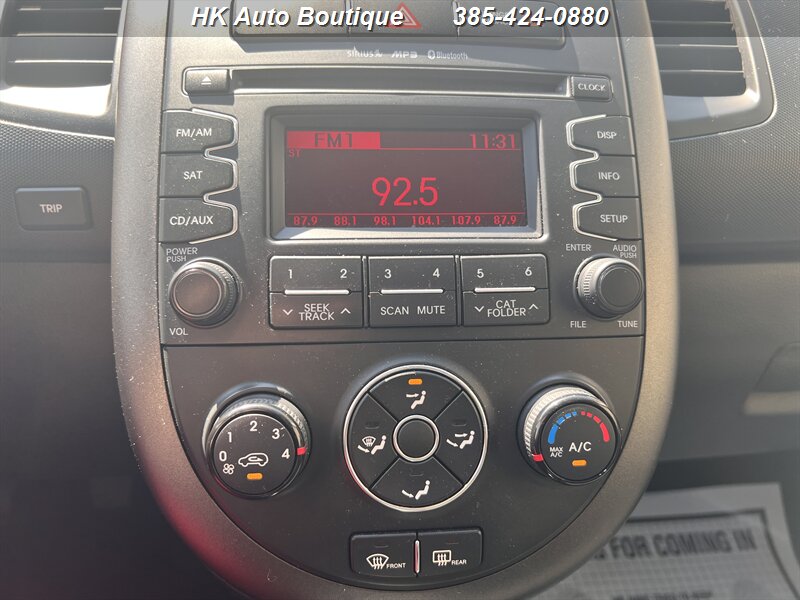 HK Auto Boutique 385-424-0880
SIRIUS MP3 Bluetooth
CLOCK
FM/AM
SAT
CD/AUX
TRIP
FM1 11:31
ST
92.5
87.9 88.1 98.1 104.1 107.9 87.9
DISP
INFO
SETUP
POWER
PUSH
VOL
1 2 3 4 5 6
SEEK
TRACK
SCAN MUTE
CAT
FOLDER
ENTER
AUDIO
PUSH
FILE
TUNE
0 1 2 3 4
MAX
A/C
A/C
FRONT
REAR
FOR COMING IN